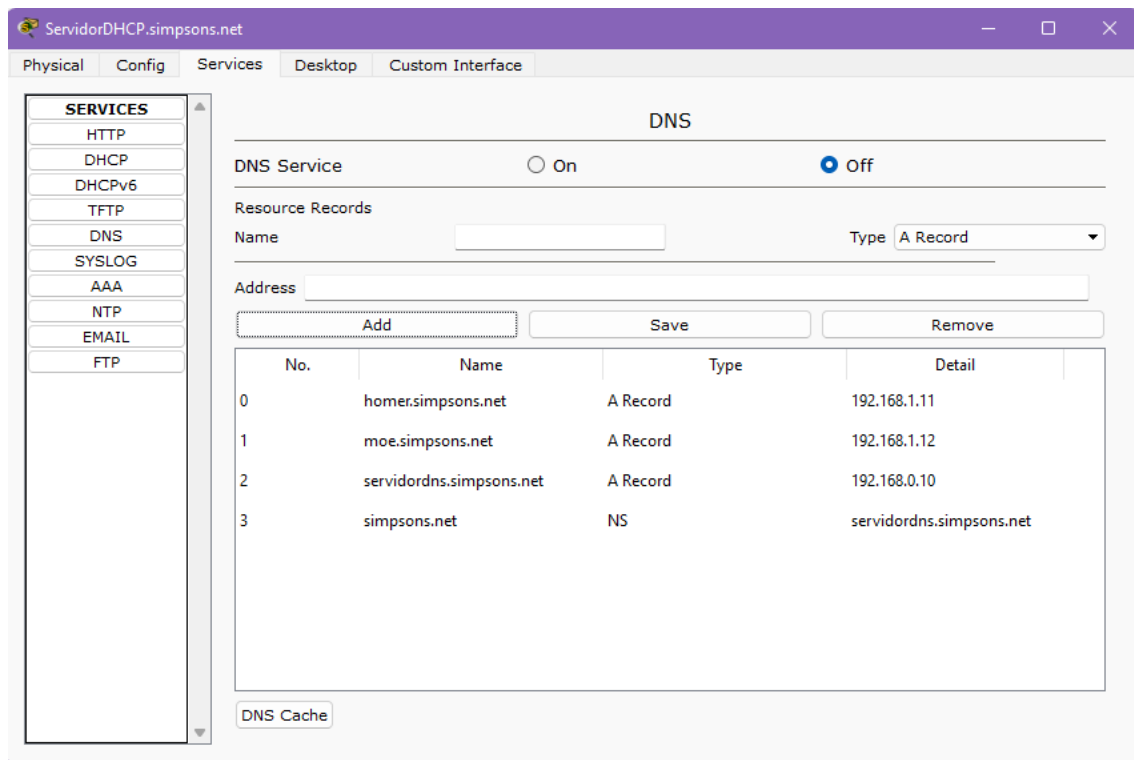 ServidorDHCP.simpsons.net
Physical Config Services Desktop Custom Interface
SERVICES
HTTP
DHCP
DHCPv6
TFTP
DNS
SYSLOG
AAA
NTP
EMAIL
FTP
DNS
DNS Service On Off
Resource Records
Name Type A Record
Address
Add Save Remove
No. Name Type Detail
0 homer.simpsons.net A Record 192.168.1.11
1 moe.simpsons.net A Record 192.168.1.12
2 servidordns.simpsons.net A Record 192.168.0.10
3 simpsons.net NS servidordns.simpsons.net
DNS Cache